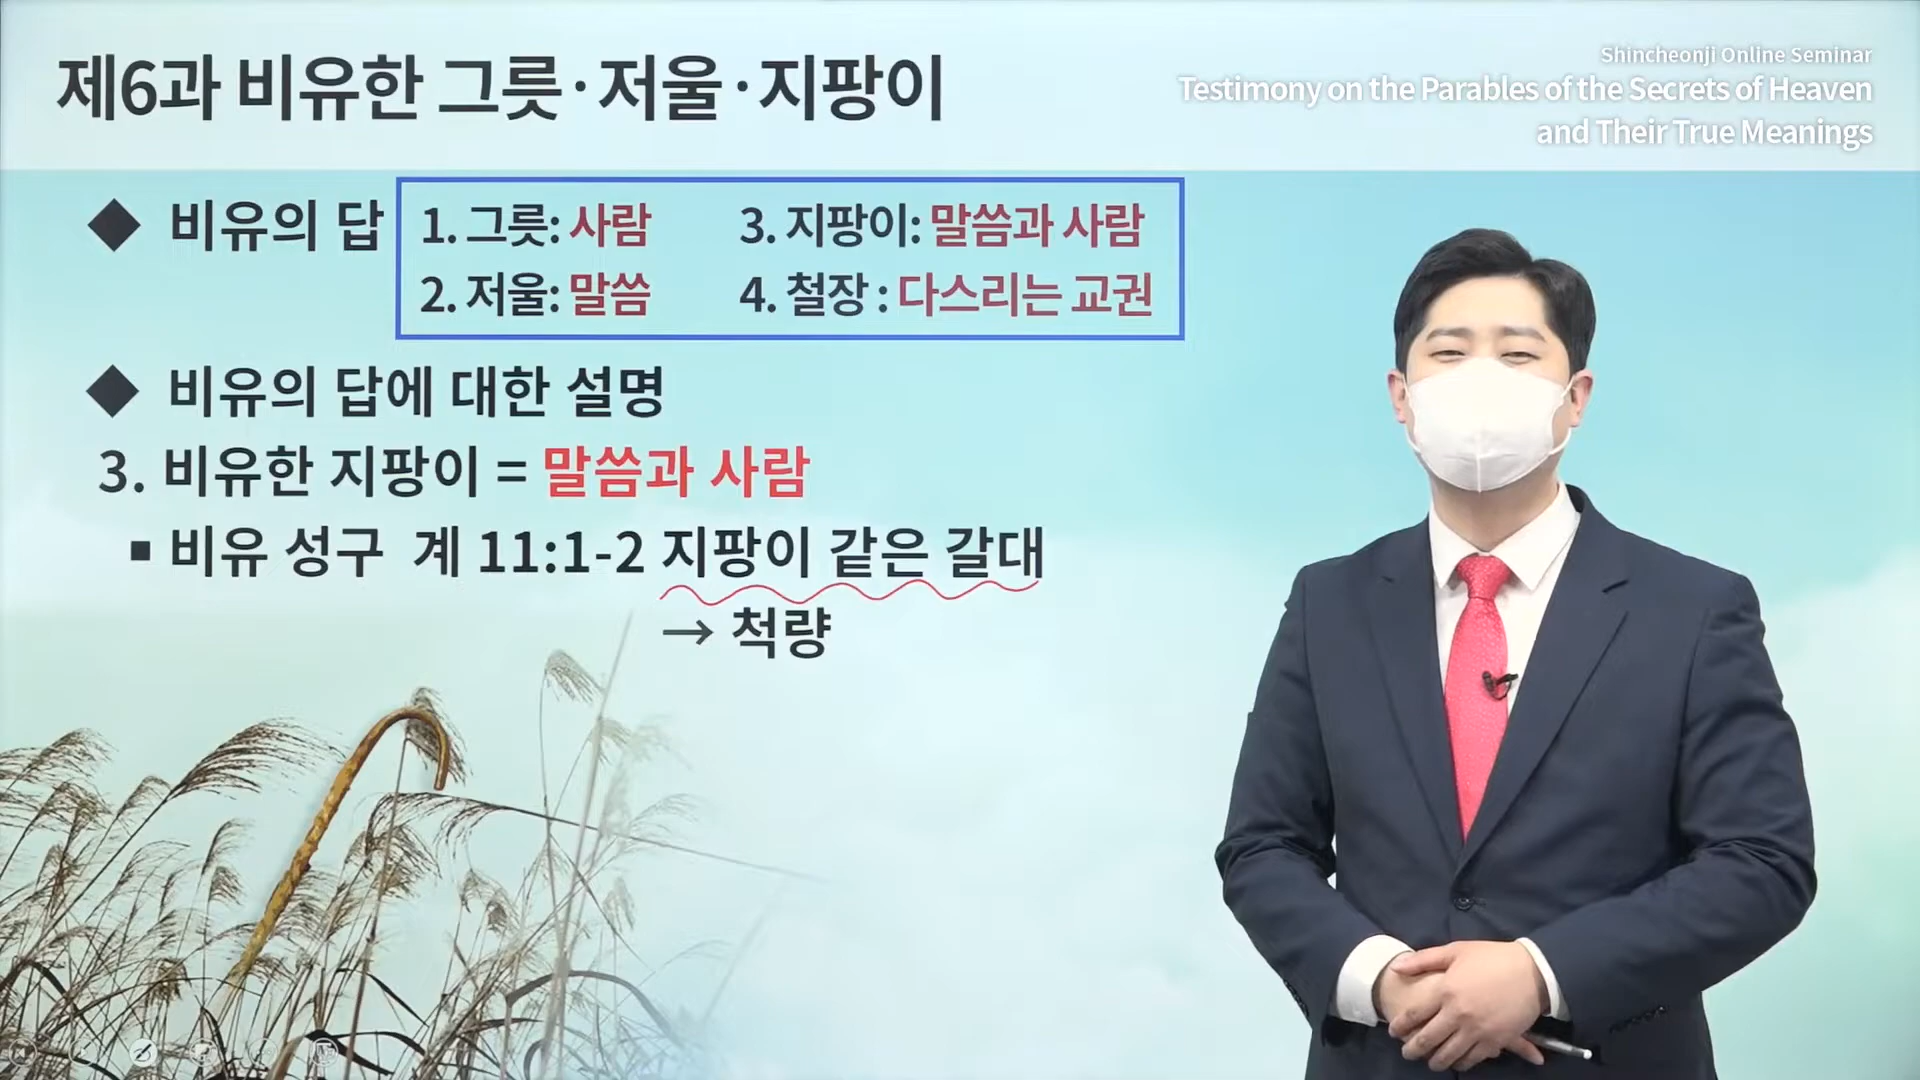 제6과 비유한 그릇·저울·지팡이
Shincheonji Online Seminar
Testimony on the Parables of the Secrets of Heaven
and Their True Meanings
◆ 비유의 답
1. 그릇: 사람 3. 지팡이: 말씀과 사람
2. 저울: 말씀 4. 철장 : 다스리는 교권
◆ 비유의 답에 대한 설명
3. 비유한 지팡이 = 말씀과 사람
▪ 비유 성구 계 11:1-2 지팡이 같은 갈대
→ 척량